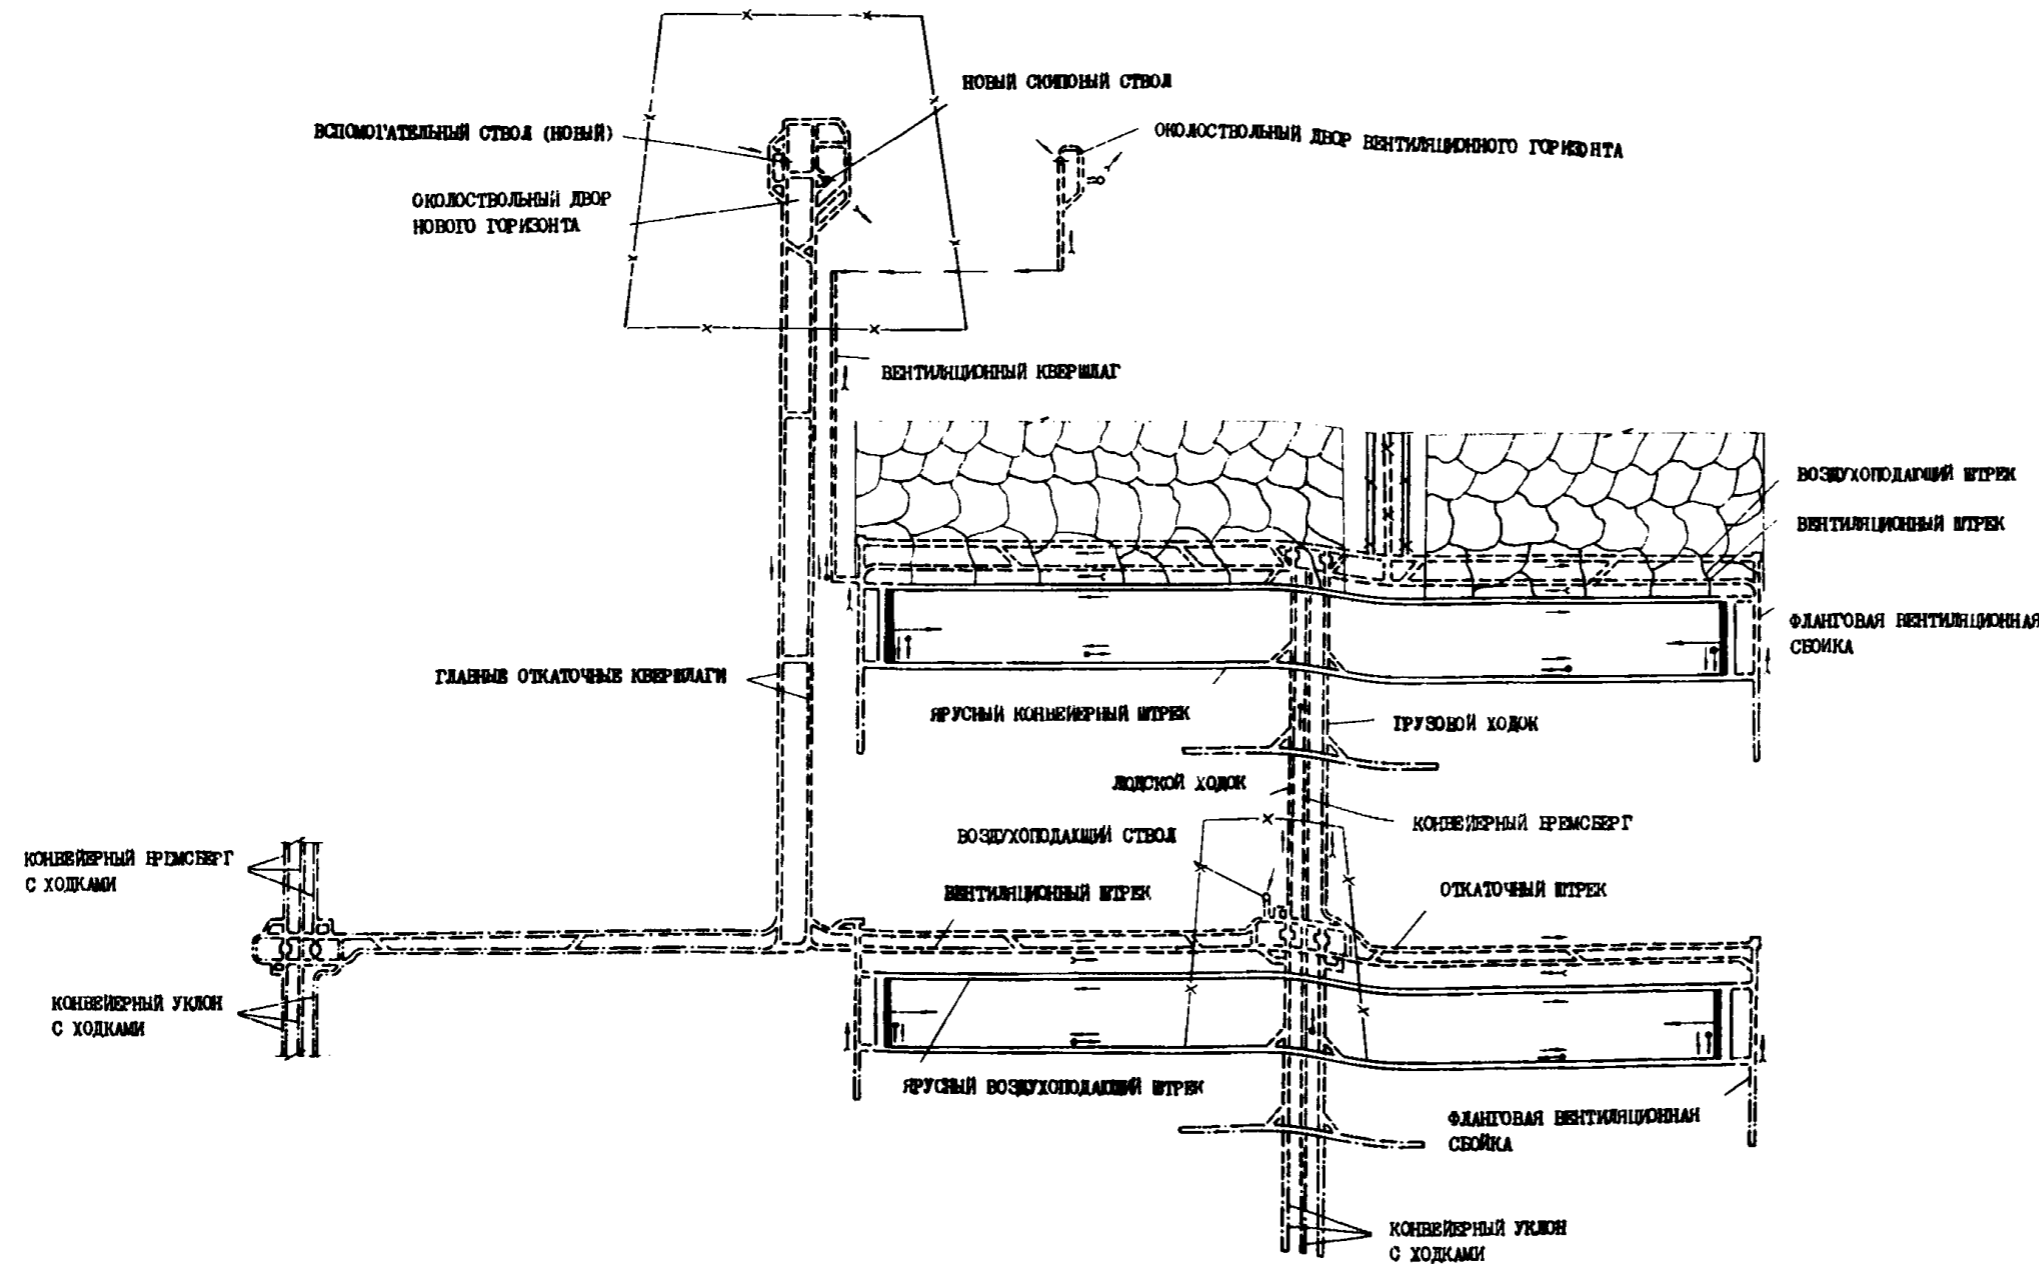 НОВЫЙ СКИПОВЫЙ СТВОЛ
ВСПОМОГАТЕЛЬНЫЙ СТВОЛ (НОВЫЙ)
ОКОЛОСТВОЛЬНЫЙ ДВОР ВЕНТИЛЯЦИОННОГО ГОРИЗОНТА
ОКОЛОСТВОЛЬНЫЙ ДВОР
НОВОГО ГОРИЗОНТА
ВЕНТИЛЯЦИОННЫЙ КВЕРШЛАГ
ВОЗДУХОПОДАЮЩИЙ ШТРЕК
ВЕНТИЛЯЦИОННЫЙ ШТРЕК
ФЛАНГОВАЯ ВЕНТИЛЯЦИОННАЯ
СБОЙКА
ГЛАВНЫЕ ОТКАТОЧНЫЕ КВЕРШЛАГИ
ЯРУСНЫЙ КОНВЕЙЕРНЫЙ ШТРЕК
ГРУЗОВОЙ ХОДОК
ЛЮДСКОЙ ХОДОК
КОНВЕЙЕРНЫЙ БРЕМСБЕРГ
ВОЗДУХОПОДАЮЩИЙ СТВОЛ
КОНВЕЙЕРНЫЙ БРЕМСБЕРГ
С ХОДКАМИ
ВЕНТИЛЯЦИОННЫЙ ШТРЕК
ОТКАТОЧНЫЙ ШТРЕК
КОНВЕЙЕРНЫЙ УКЛОН
С ХОДКАМИ
ЯРУСНЫЙ ВОЗДУХОПОДАЮЩИЙ ШТРЕК
ФЛАНГОВАЯ ВЕНТИЛЯЦИОННАЯ
СБОЙКА
КОНВЕЙЕРНЫЙ УКЛОН
С ХОДКАМИ